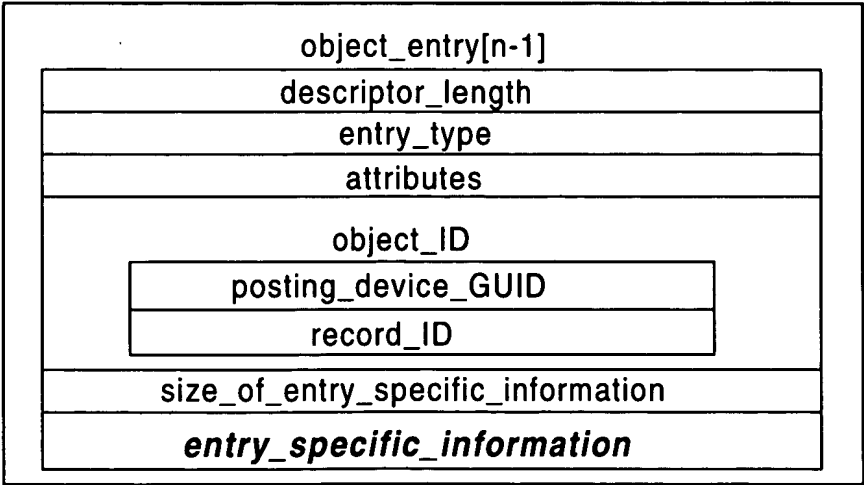 object_entry[n-1]
descriptor_length
entry_type
attributes
object_ID
posting_device_GUID
record_ID
size_of_entry_specific_information
entry_specific_information